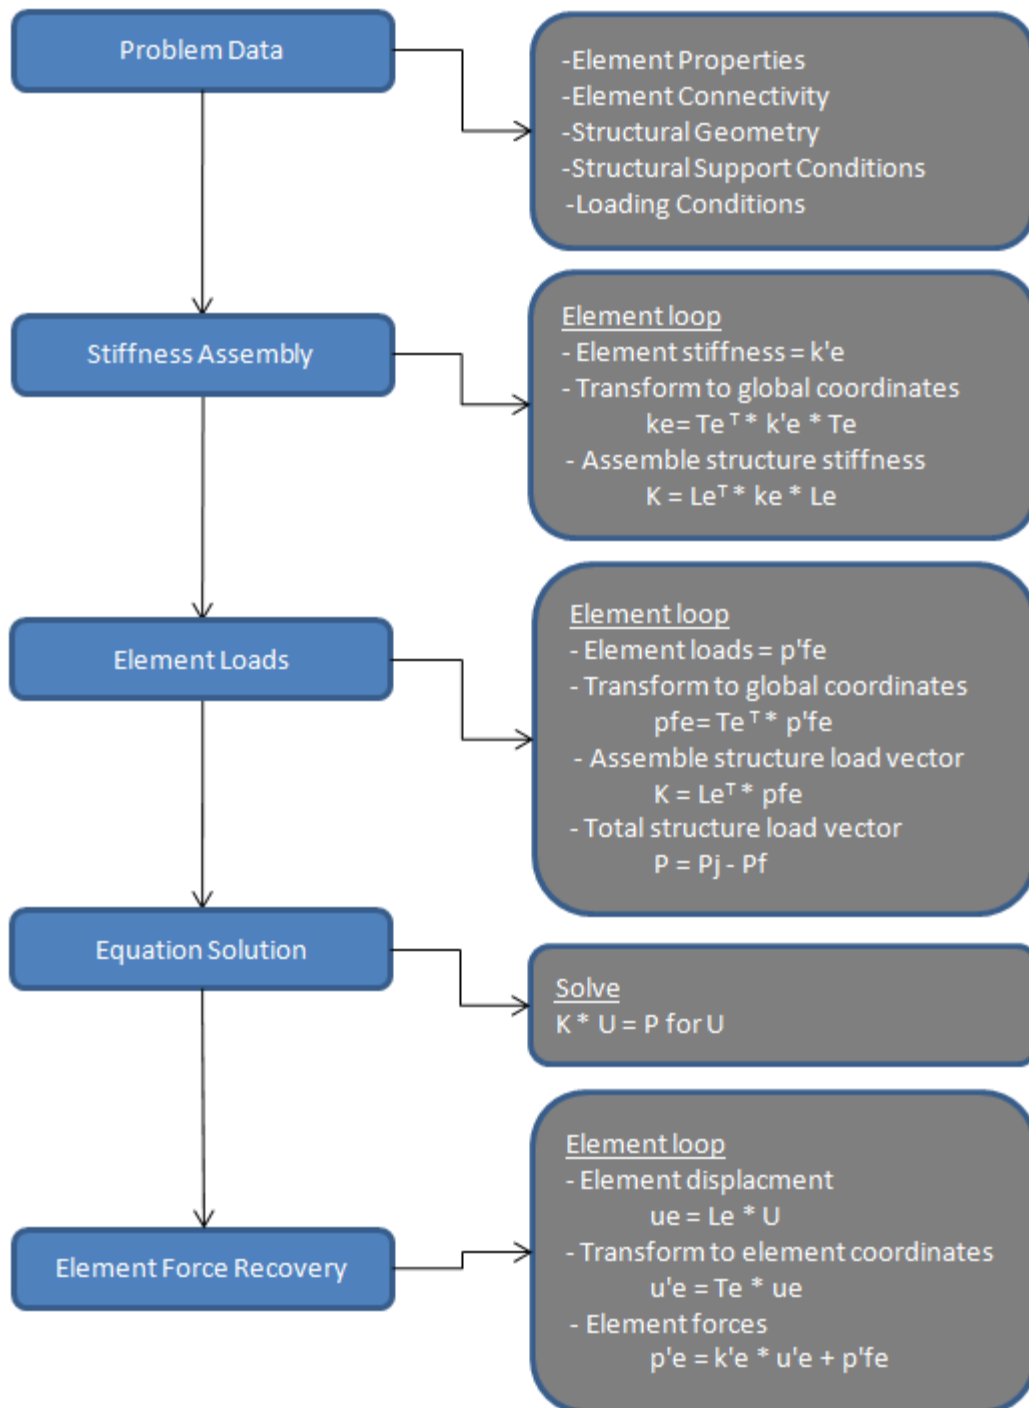 Problem Data
-Element Properties
-Element Connectivity
-Structural Geometry
-Structural Support Conditions
-Loading Conditions
Stiffness Assembly
Element loop
- Element stiffness = k'e
- Transform to global coordinates
ke= Teᵀ * k'e * Te
- Assemble structure stiffness
K = Leᵀ * ke * Le
Element Loads
Element loop
- Element loads = p'fe
- Transform to global coordinates
pfe= Teᵀ * p'fe
- Assemble structure load vector
K = Leᵀ * pfe
- Total structure load vector
P = Pj - Pf
Equation Solution
Solve
K * U = P for U
Element Force Recovery
Element loop
- Element displacment
ue = Le * U
- Transform to element coordinates
u'e = Te * ue
- Element forces
p'e = k'e * u'e + p'fe